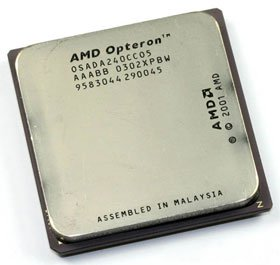 AMD Opteron™
OSADA240CCO5
AAABB 0302XPBW
9583044290045
AMD
© 2001 AMD
ASSEMBLED IN MALAYSIA